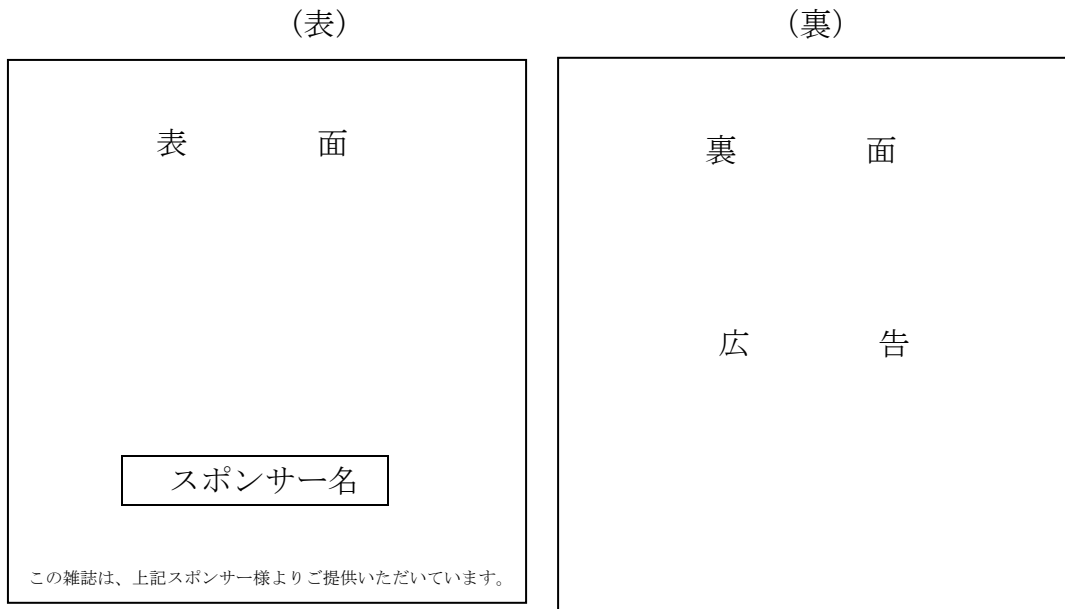 （表）
表　　　面
スポンサー名
この雑誌は、上記スポンサー様よりご提供いただいています。
（裏）
裏　　　面
広　　　告